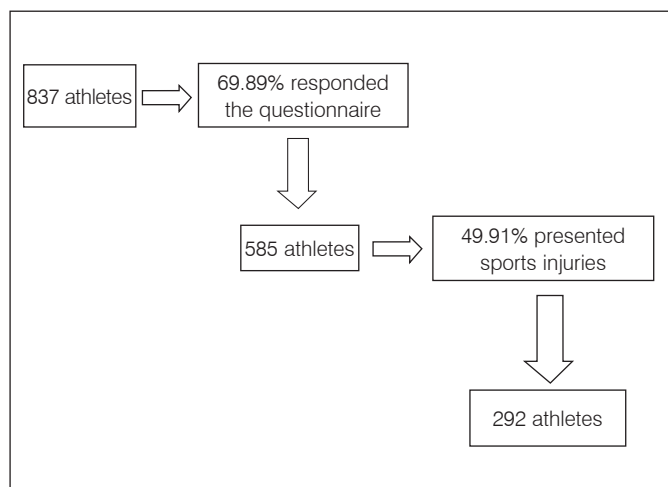 837 athletes
69.89% responded
the questionnaire
585 athletes
49.91% presented
sports injuries
292 athletes